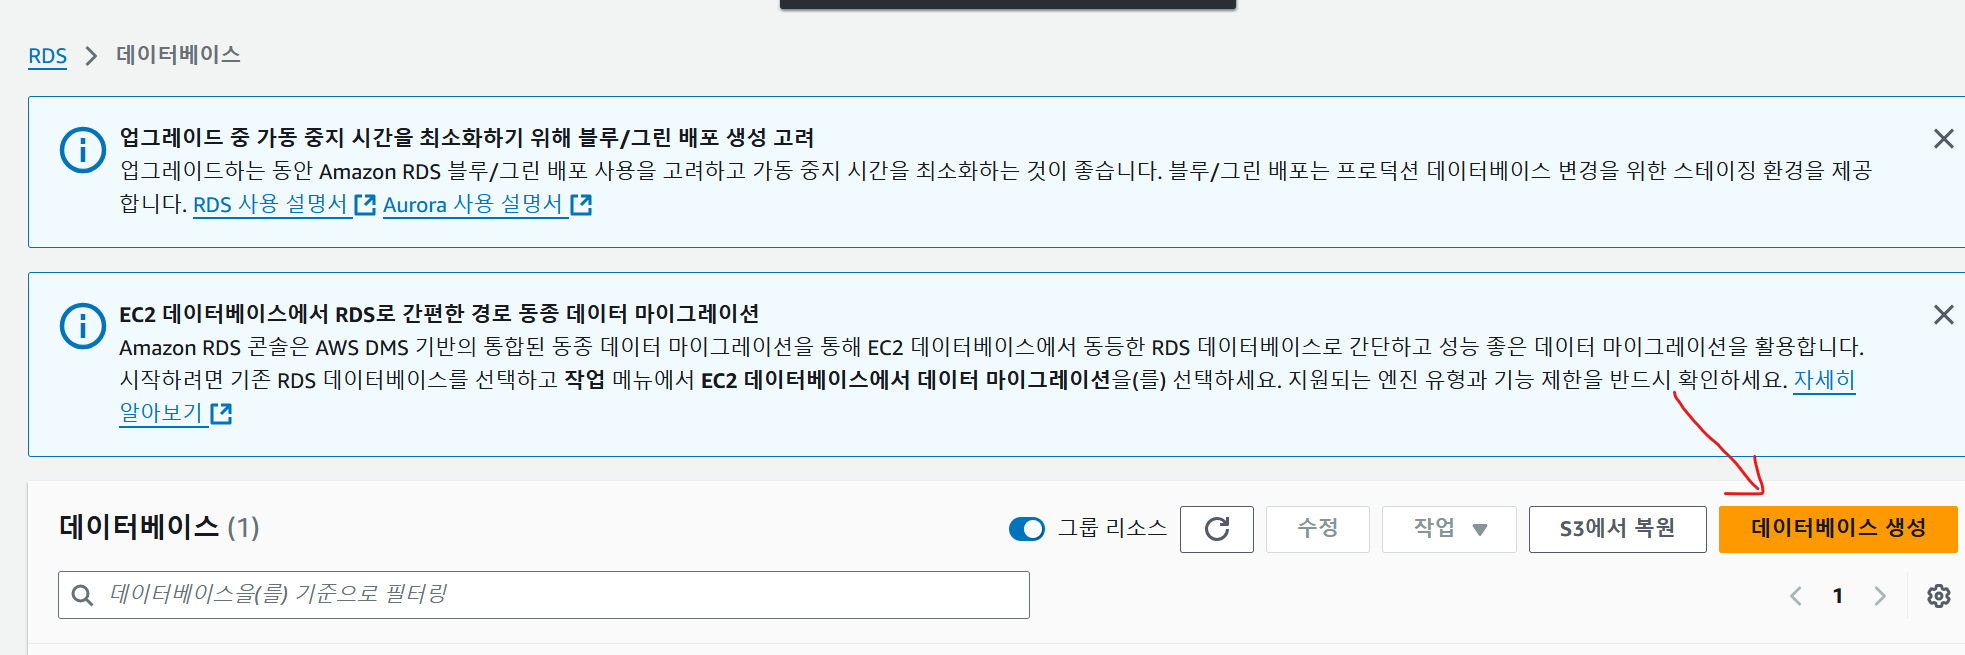 RDS > 데이터베이스
업그레이드 중 가동 중지 시간을 최소화하기 위해 블루/그린 배포 생성 고려
업그레이드하는 동안 Amazon RDS 블루/그린 배포 사용을 고려하고 가동 중지 시간을 최소화하는 것이 좋습니다. 블루/그린 배포는 프로덕션 데이터베이스 변경을 위한 스테이징 환경을 제공
합니다. RDS 사용 설명서 Aurora 사용 설명서
EC2 데이터베이스에서 RDS로 간편한 경로 동종 데이터 마이그레이션
Amazon RDS 콘솔은 AWS DMS 기반의 통합된 동종 데이터 마이그레이션을 통해 EC2 데이터베이스에서 동등한 RDS 데이터베이스로 간단하고 성능 좋은 데이터 마이그레이션을 활용합니다.
시작하려면 기존 RDS 데이터베이스를 선택하고 작업 메뉴에서 EC2 데이터베이스에서 데이터 마이그레이션을(를) 선택하세요. 지원되는 엔진 유형과 기능 제한을 반드시 확인하세요. 자세히
알아보기
데이터베이스 (1) 그룹 리소스 수정 작업 S3에서 복원 데이터베이스 생성
데이터베이스을(를) 기준으로 필터링 1